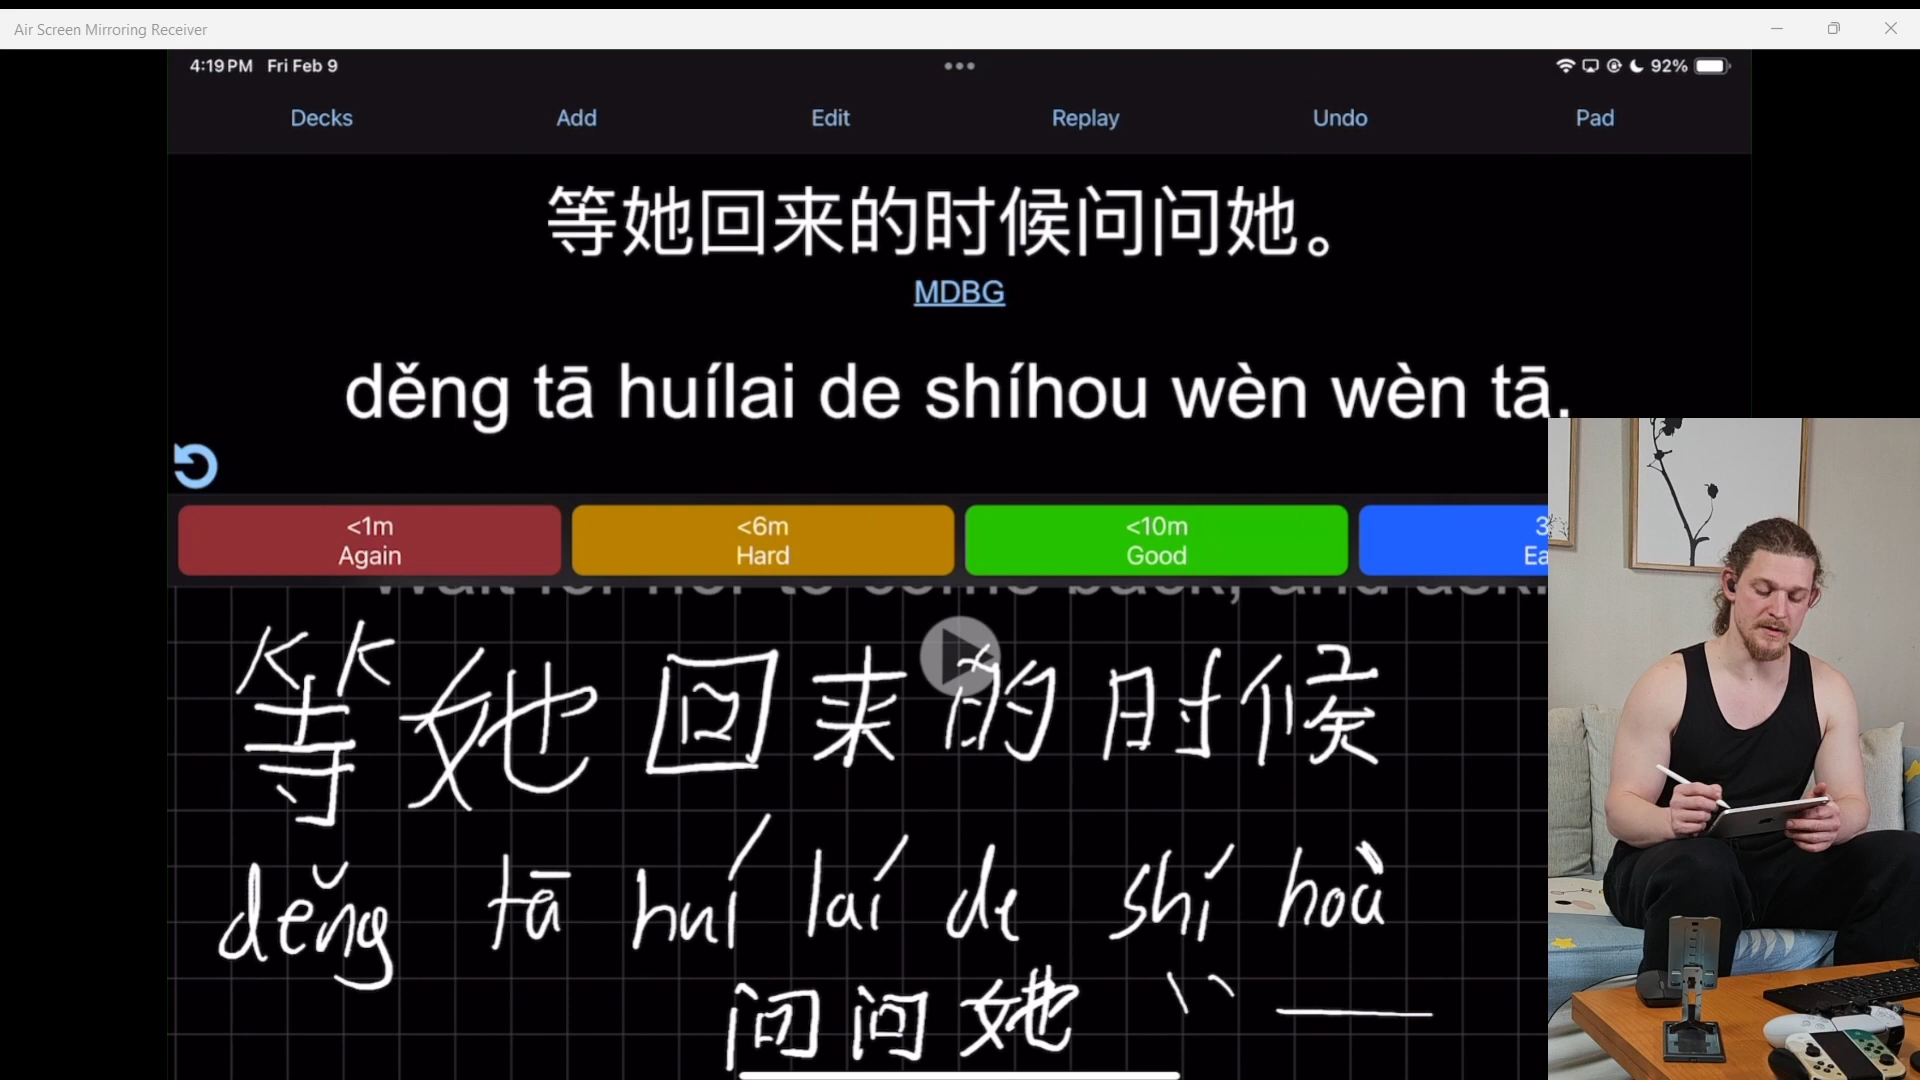 Air Screen Mirroring Receiver
4:19 PM Fri Feb 9
92%
Decks Add Edit Replay Undo Pad
等她回来的时候问问她。
MDBG
děng tā huílai de shíhou wèn wèn tā.
<1m <6m <10m 3
Again Hard Good Ea
等她回来的时候
děng tā huí laí de shí
问问她